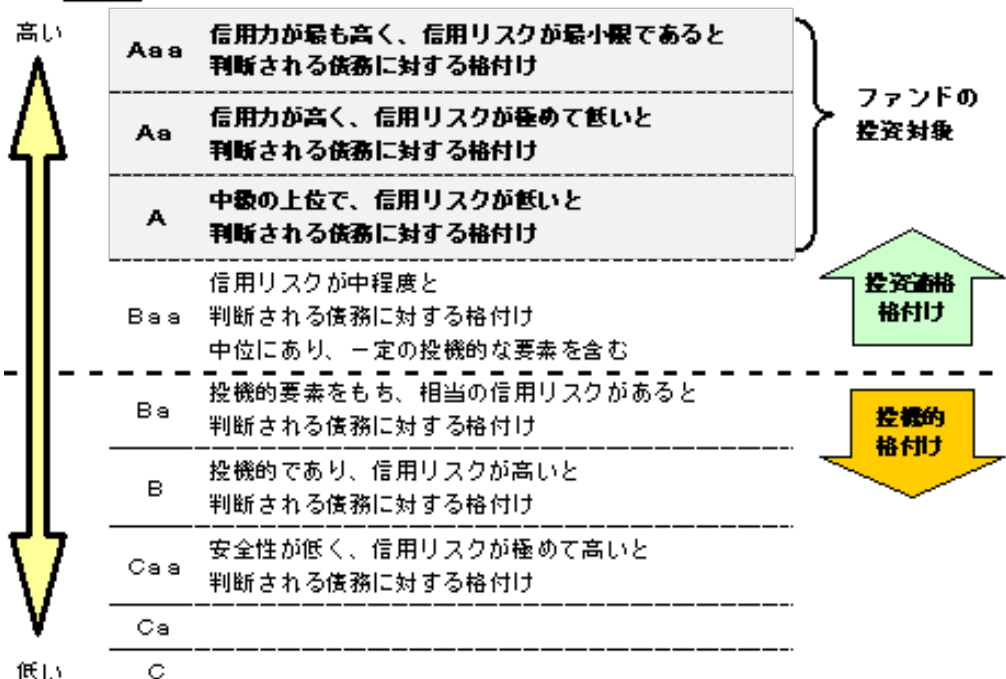 高い
Aaa
信用力が最も高く、信用リスクが最小限であると
判断される債務に対する格付け
Aa
信用力が高く、信用リスクが極めて低いと
判断される債務に対する格付け
A
中級の上位で、信用リスクが低いと
判断される債務に対する格付け
ファンドの
投資対象
Baa
信用リスクが中程度と
判断される債務に対する格付け
中位にあり、一定の投機的な要素を含む
投資適格
格付け
Ba
投機的要素をもち、相当の信用リスクがあると
判断される債務に対する格付け
投機的
格付け
B
投機的であり、信用リスクが高いと
判断される債務に対する格付け
Caa
安全性が低く、信用リスクが極めて高いと
判断される債務に対する格付け
Ca
C
低い